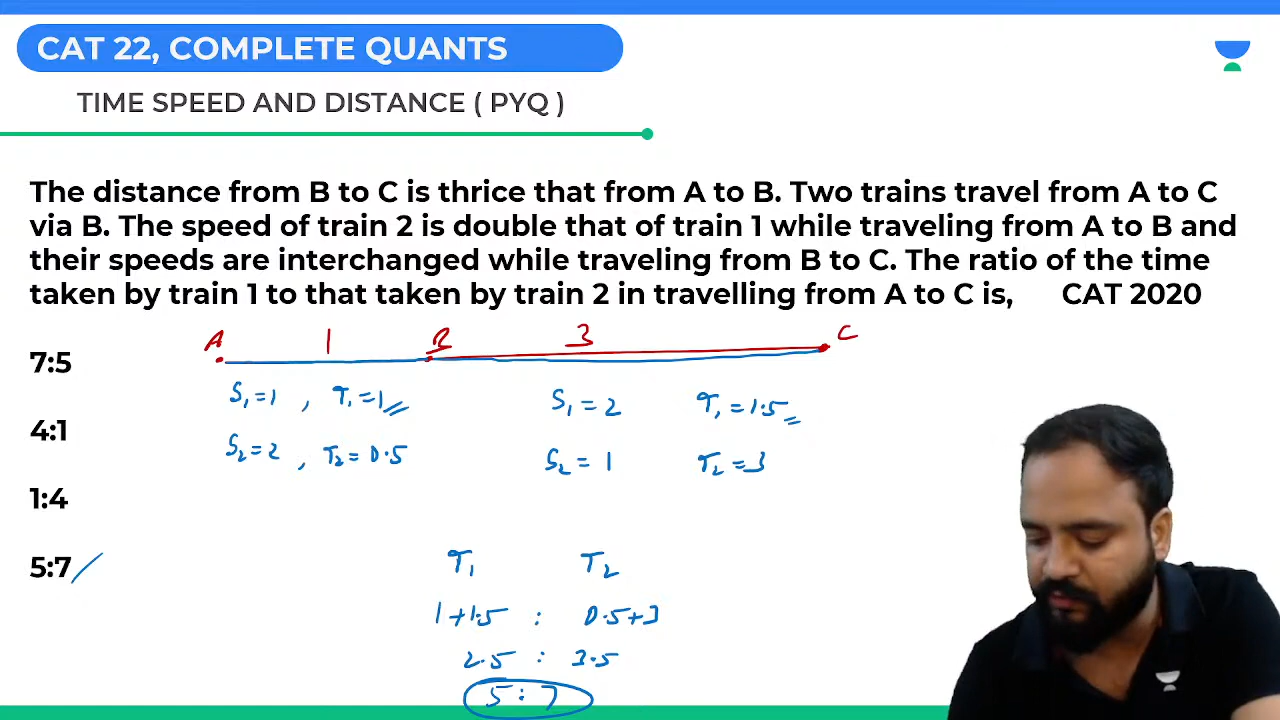 CAT 22, COMPLETE QUANTS
TIME SPEED AND DISTANCE ( PYQ )
The distance from B to C is thrice that from A to B. Two trains travel from A to C
via B. The speed of train 2 is double that of train 1 while traveling from A to B and
their speeds are interchanged while traveling from B to C. The ratio of the time
taken by train 1 to that taken by train 2 in travelling from A to C is, CAT 2020
A 1 B 3 C
7:5
S₁=1 , T₁=1 S₁=2 T₁=1.5
4:1
S₂=2 , T₂=0.5 S₂=1 T₂=3
1:4
5:7
T₁ T₂
1+1.5 : 0.5+3
2.5 : 3.5
5:7